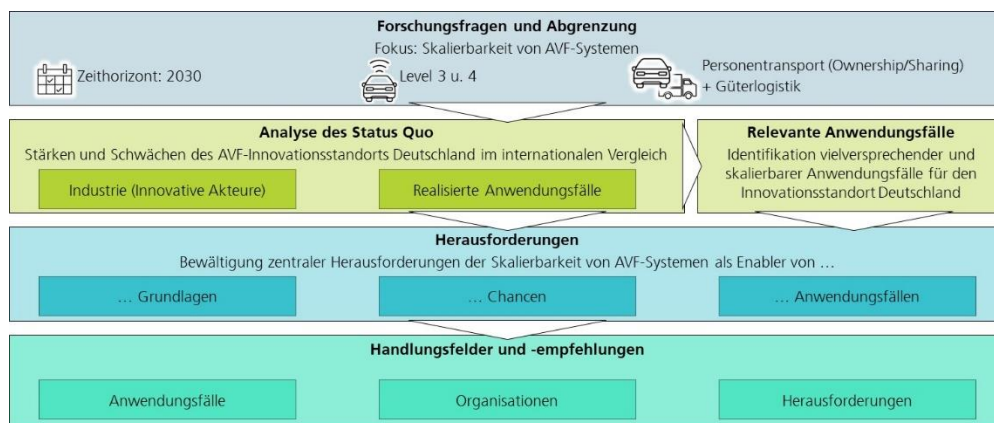 Forschungsfragen und Abgrenzung
Fokus: Skalierbarkeit von AVF-Systemen
Zeithorizont: 2030
Level 3 u. 4
Personentransport (Ownership/Sharing)
+ Güterlogistik
Analyse des Status Quo
Stärken und Schwächen des AVF-Innovationsstandorts Deutschland im internationalen Vergleich
Industrie (Innovative Akteure)
Realisierte Anwendungsfälle
Relevante Anwendungsfälle
Identifikation vielversprechender und
skalierbarer Anwendungsfälle für den
Innovationsstandort Deutschland
Herausforderungen
Bewältigung zentraler Herausforderungen der Skalierbarkeit von AVF-Systemen als Enabler von …
… Grundlagen
… Chancen
… Anwendungsfällen
Handlungsfelder und -empfehlungen
Anwendungsfälle
Organisationen
Herausforderungen